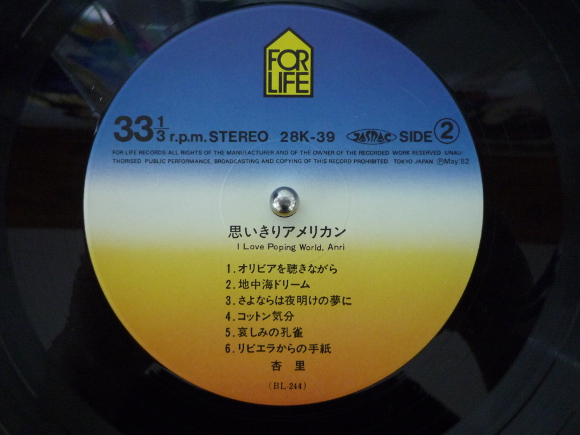 FOR
LIFE
33 1/3 r.p.m. STEREO 28K-39 JASRAC SIDE 2
FOR LIFE RECORDS ALL RIGHTS OF THE MANUFACTURER AND OF THE OWNER OF THE RECORDED WORK RESERVED UNAU-
THORISED PUBLIC PERFORMANCE, BROADCASTING AND COPYING OF THIS RECORD PROHIBITED. TOKYO JAPAN Ⓟ May'82
思いきりアメリカン
I Love Poping World, Anri
1. オリビアを聴きながら
2. 地中海ドリーム
3. さよならは夜明けの夢に
4. コットン気分
5. 哀しみの孔雀
6. リビエラからの手紙
杏里
(BL-244)